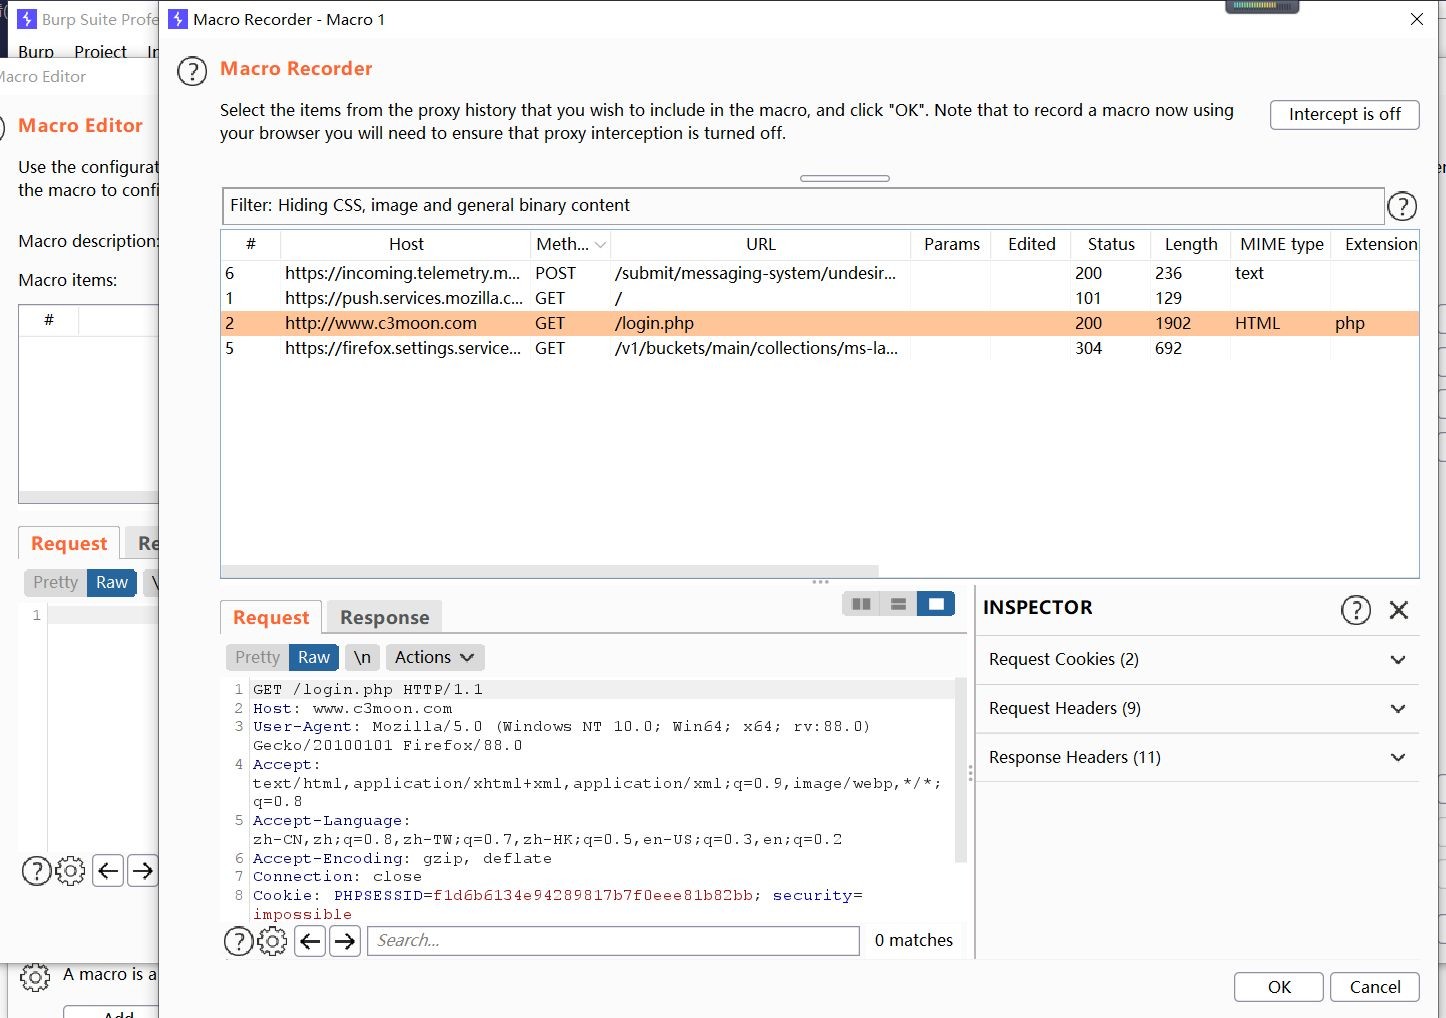 Burp Suite Profe
Burp Project In
Macro Editor
Macro Editor
Use the configurat
the macro to confi
Macro description:
Macro items:
#
Request Re
Pretty Raw \
1
A macro is a
Add
Macro Recorder - Macro 1
Macro Recorder
Select the items from the proxy history that you wish to include in the macro, and click "OK". Note that to record a macro now using
your browser you will need to ensure that proxy interception is turned off.
Intercept is off
Filter: Hiding CSS, image and general binary content
# Host Meth... URL Params Edited Status Length MIME type Extension
6 https://incoming.telemetry.m... POST /submit/messaging-system/undesir... 200 236 text
1 https://push.services.mozilla.c... GET / 101 129
2 http://www.c3moon.com GET /login.php 200 1902 HTML php
5 https://firefox.settings.service... GET /v1/buckets/main/collections/ms-la... 304 692
Request Response
Pretty Raw \n Actions
1 GET /login.php HTTP/1.1
2 Host: www.c3moon.com
3 User-Agent: Mozilla/5.0 (Windows NT 10.0; Win64; x64; rv:88.0)
Gecko/20100101 Firefox/88.0
4 Accept:
text/html,application/xhtml+xml,application/xml;q=0.9,image/webp,*/*;
q=0.8
5 Accept-Language:
zh-CN,zh;q=0.8,zh-TW;q=0.7,zh-HK;q=0.5,en-US;q=0.3,en;q=0.2
6 Accept-Encoding: gzip, deflate
7 Connection: close
8 Cookie: PHPSESSID=f1d6b6134e94289817b7f0eee81b82bb; security=
impossible
Search...
0 matches
INSPECTOR
Request Cookies (2)
Request Headers (9)
Response Headers (11)
OK Cancel